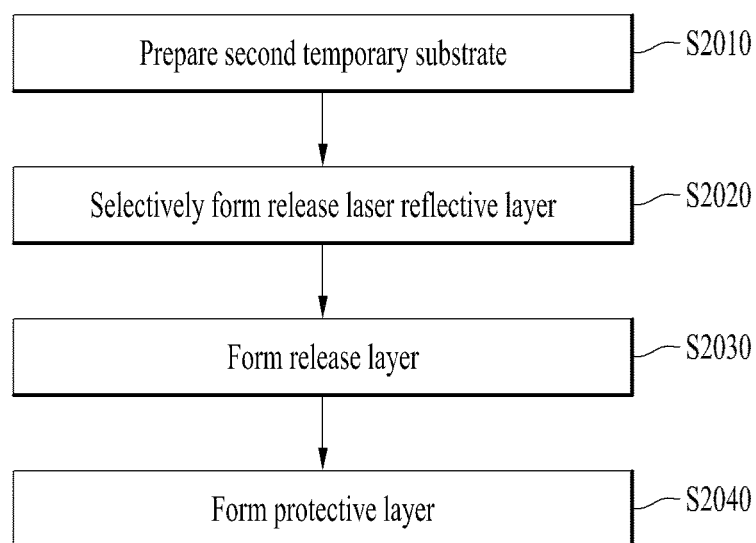 Prepare second temporary substrate
S2010
Selectively form release laser reflective layer
S2020
Form release layer
S2030
Form protective layer
S2040